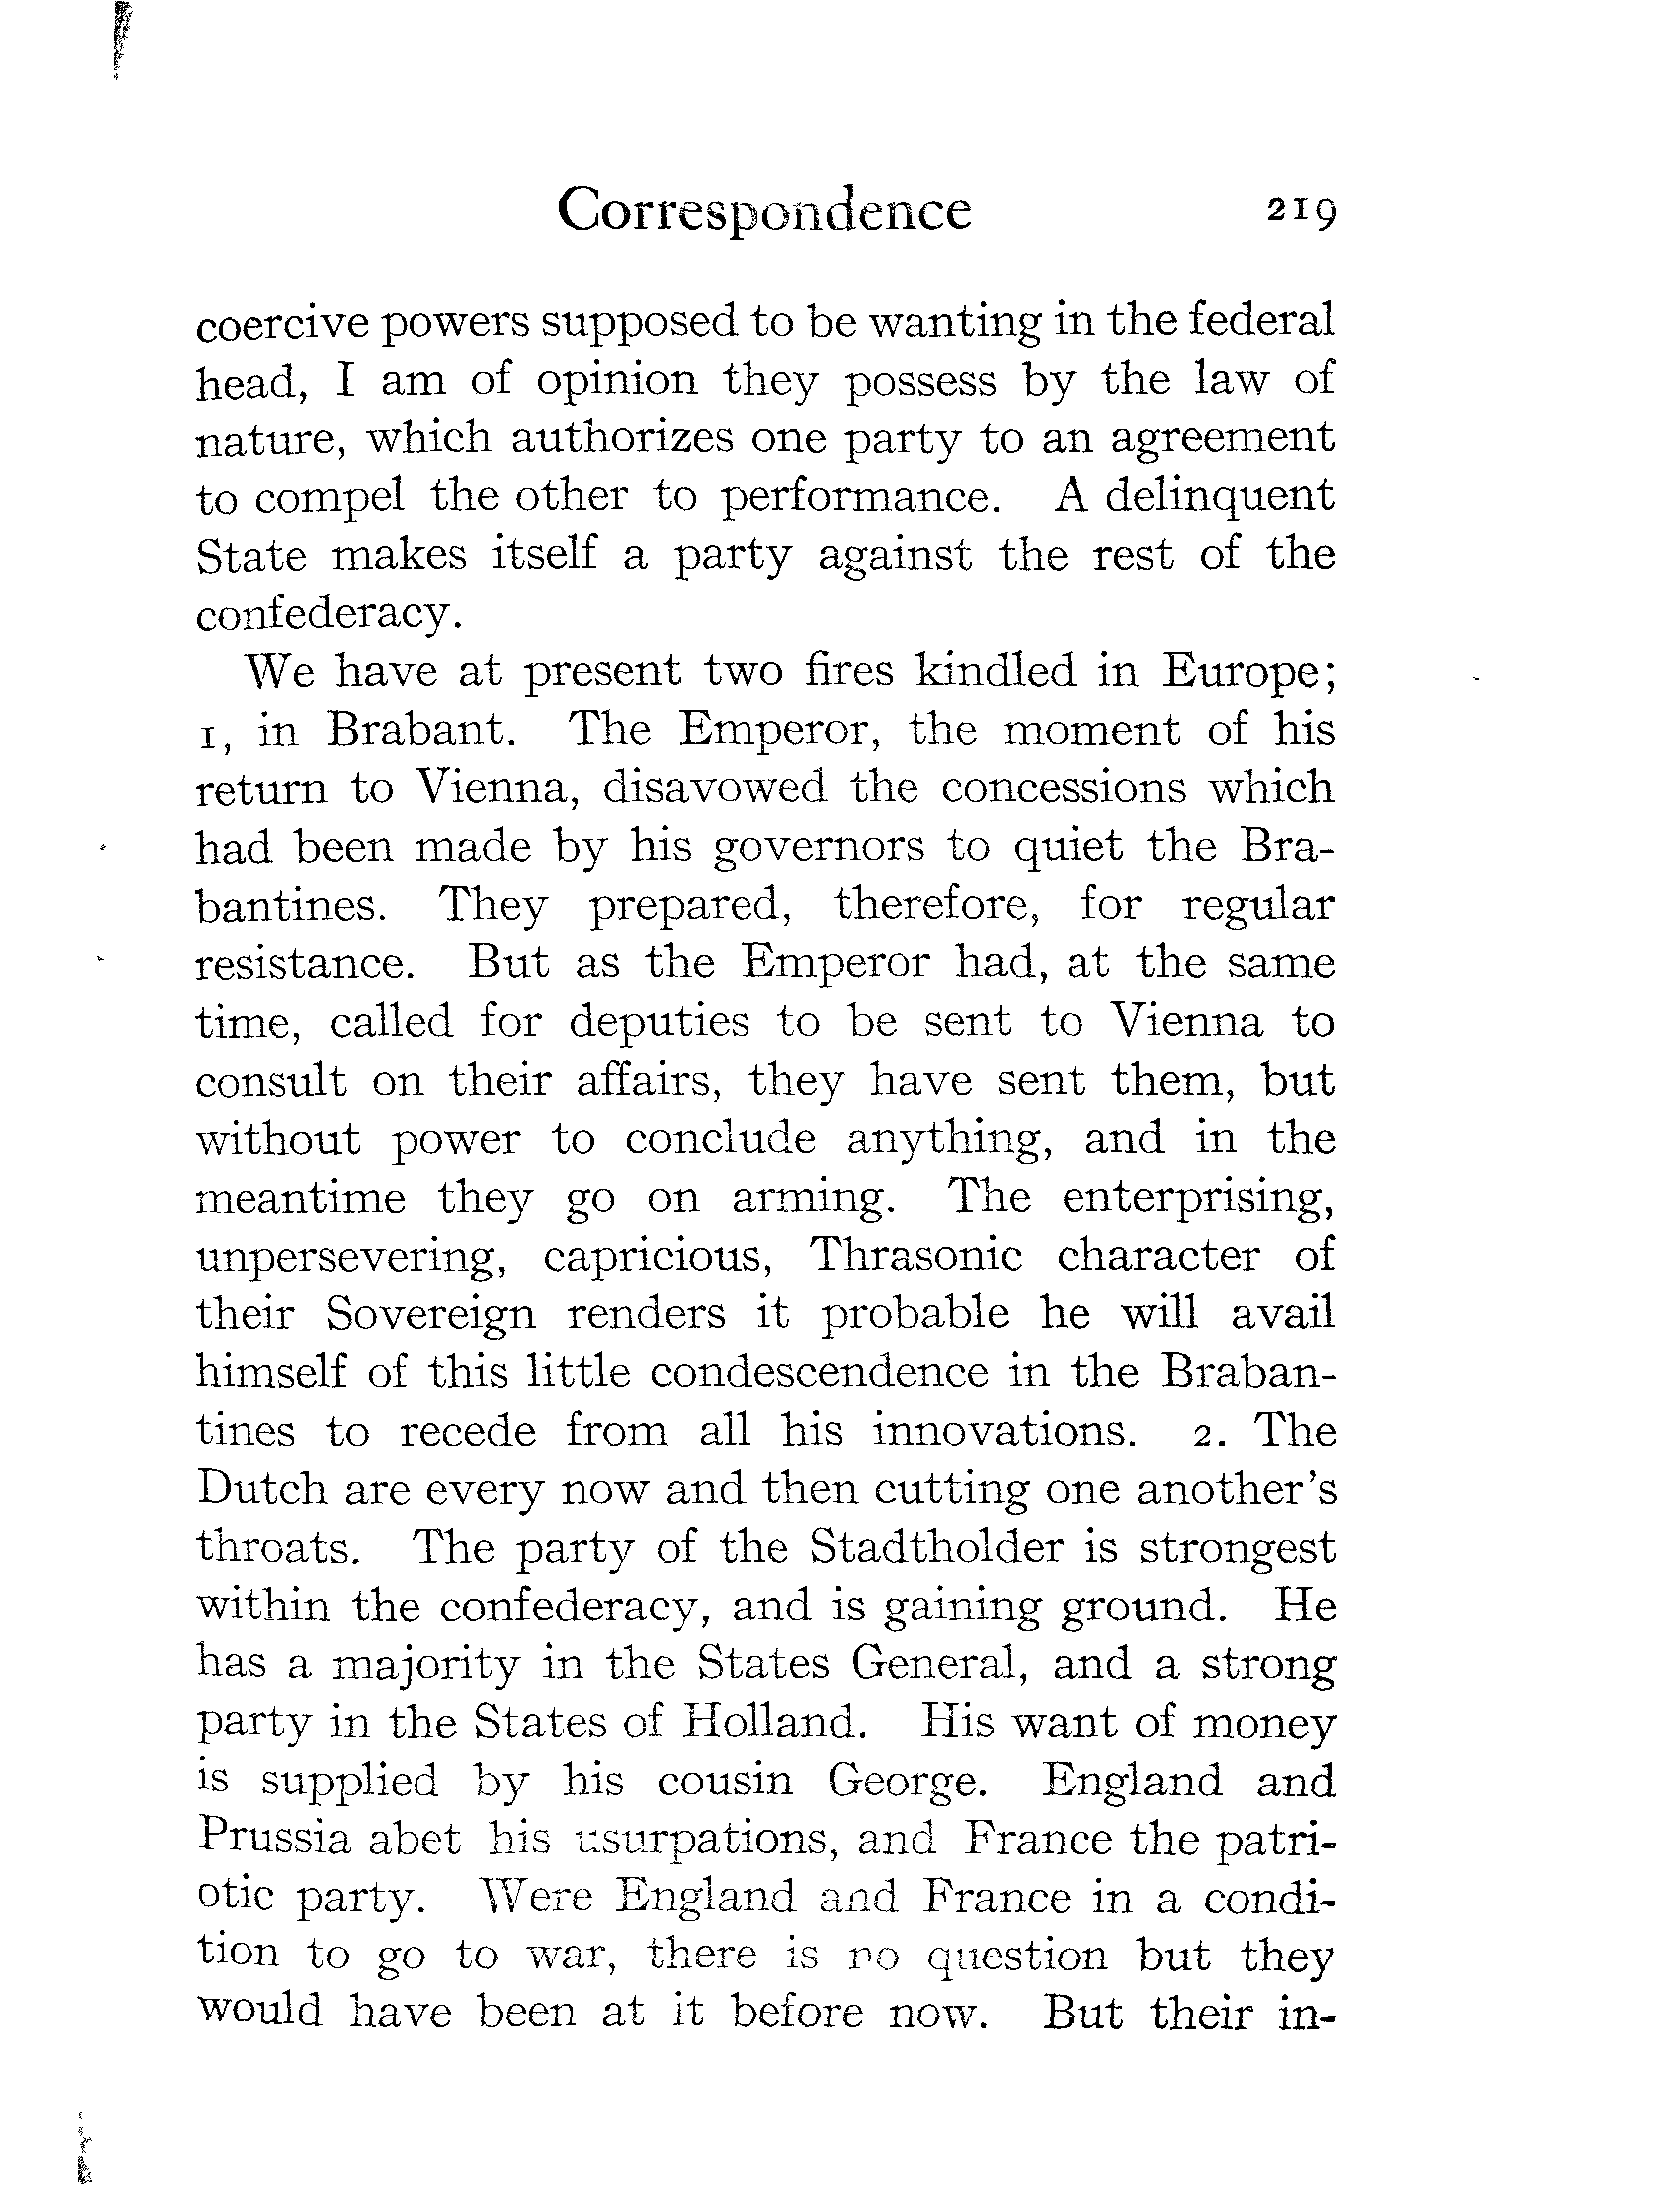 Correspondence 219
coercive powers supposed to be wanting in the federal
head, I am of opinion they possess by the law of
nature, which authorizes one party to an agreement
to compel the other to performance. A delinquent
State makes itself a party against the rest of the
confederacy.
We have at present two fires kindled in Europe;
1, in Brabant. The Emperor, the moment of his
return to Vienna, disavowed the concessions which
had been made by his governors to quiet the Bra-
bantines. They prepared, therefore, for regular
resistance. But as the Emperor had, at the same
time, called for deputies to be sent to Vienna to
consult on their affairs, they have sent them, but
without power to conclude anything, and in the
meantime they go on arming. The enterprising,
unpersevering, capricious, Thrasonic character of
their Sovereign renders it probable he will avail
himself of this little condescendence in the Braban-
tines to recede from all his innovations. 2. The
Dutch are every now and then cutting one another's
throats. The party of the Stadtholder is strongest
within the confederacy, and is gaining ground. He
has a majority in the States General, and a strong
party in the States of Holland. His want of money
is supplied by his cousin George. England and
Prussia abet his usurpations, and France the patri-
otic party. Were England and France in a condi-
tion to go to war, there is no question but they
would have been at it before now. But their in-